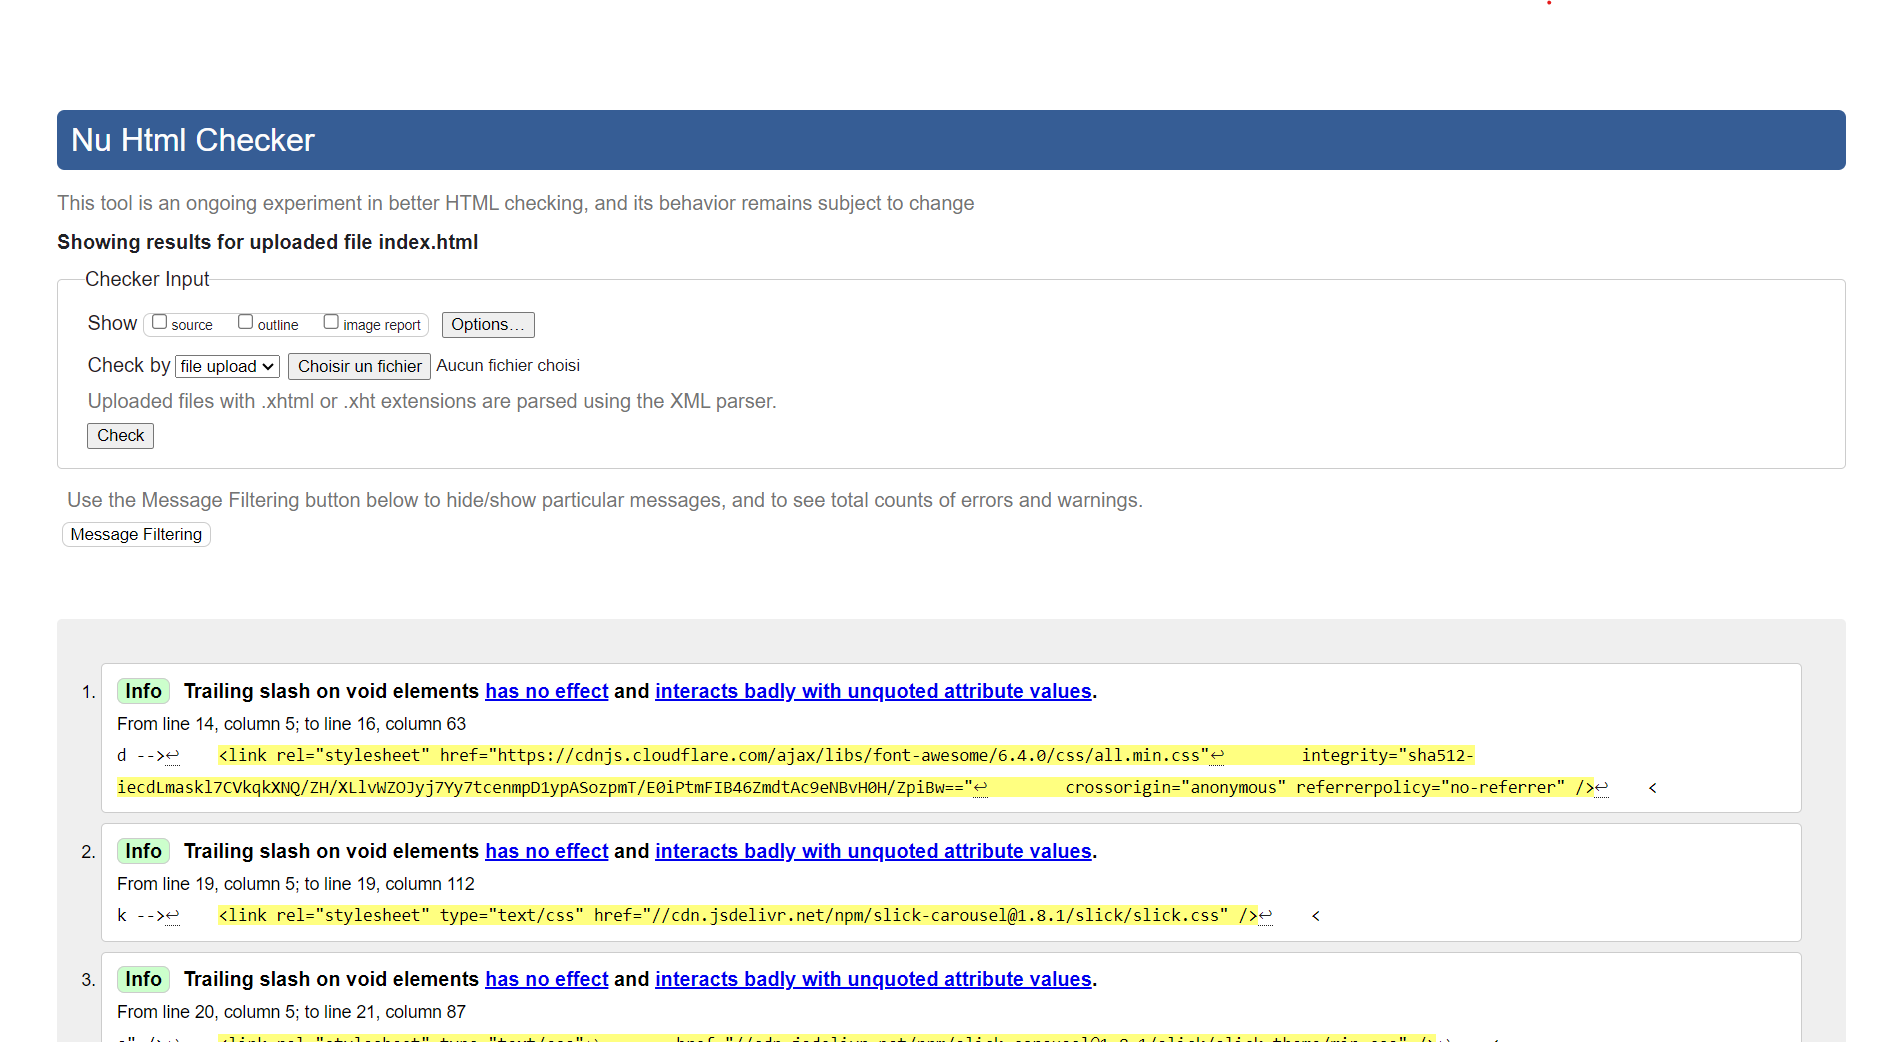 Nu Html Checker
This tool is an ongoing experiment in better HTML checking, and its behavior remains subject to change
Showing results for uploaded file index.html
Checker Input
Show source outline image report Options…
Check by file upload Choisir un fichier Aucun fichier choisi
Uploaded files with .xhtml or .xht extensions are parsed using the XML parser.
Check
Use the Message Filtering button below to hide/show particular messages, and to see total counts of errors and warnings.
Message Filtering
1. Info Trailing slash on void elements has no effect and interacts badly with unquoted attribute values.
From line 14, column 5; to line 16, column 63
d -->↩ <link rel="stylesheet" href="https://cdnjs.cloudflare.com/ajax/libs/font-awesome/6.4.0/css/all.min.css"↩ integrity="sha512-
iecdLmaskl7CVkqkXNQ/ZH/XLlvWZOJyj7Yy7tcenmpD1ypASozpmT/E0iPtmFIB46ZmdtAc9eNBvH0H/ZpiBw=="↩ crossorigin="anonymous" referrerpolicy="no-referrer" />↩ <
2. Info Trailing slash on void elements has no effect and interacts badly with unquoted attribute values.
From line 19, column 5; to line 19, column 112
k -->↩ <link rel="stylesheet" type="text/css" href="//cdn.jsdelivr.net/npm/slick-carousel@1.8.1/slick/slick.css" />↩ <
3. Info Trailing slash on void elements has no effect and interacts badly with unquoted attribute values.
From line 20, column 5; to line 21, column 87